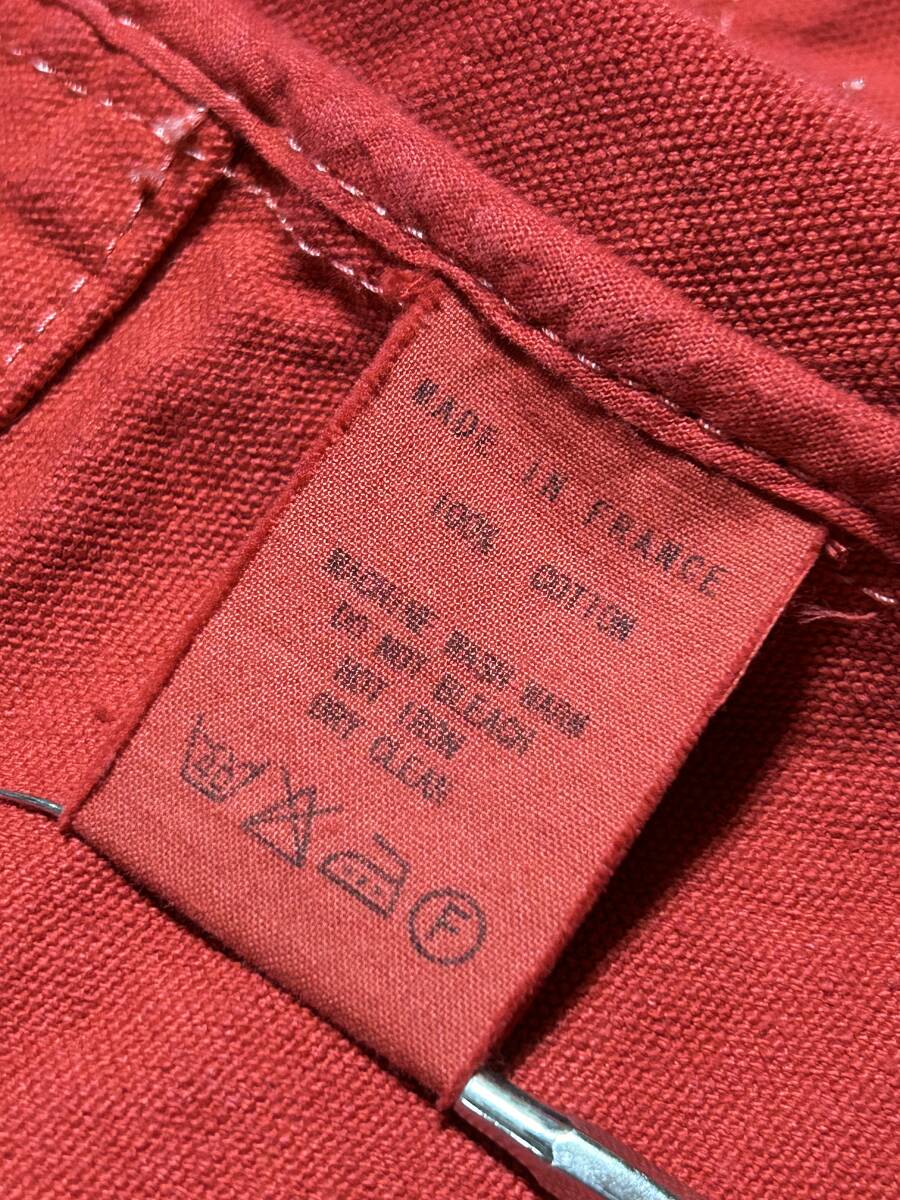 MADE IN FRANCE
100% COTTON
MACHINE WASH WARM
DO NOT BLEACH
HOT IRON
DRY CLEAN
F